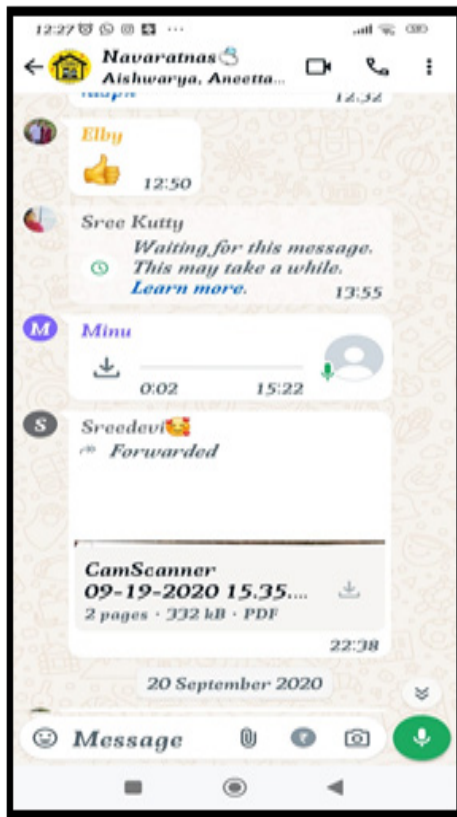 12:27
Navaratnas
Aishwarya, Aneetta...
12:32
Elby
12:50
Sree Kutty
Waiting for this message.
This may take a while.
Learn more.
13:55
M
Minu
0:02
15:22
S
Sreedevi
Forwarded
CamScanner
09-19-2020 15.35....
2 pages · 332 kB · PDF
22:38
20 September 2020
Message